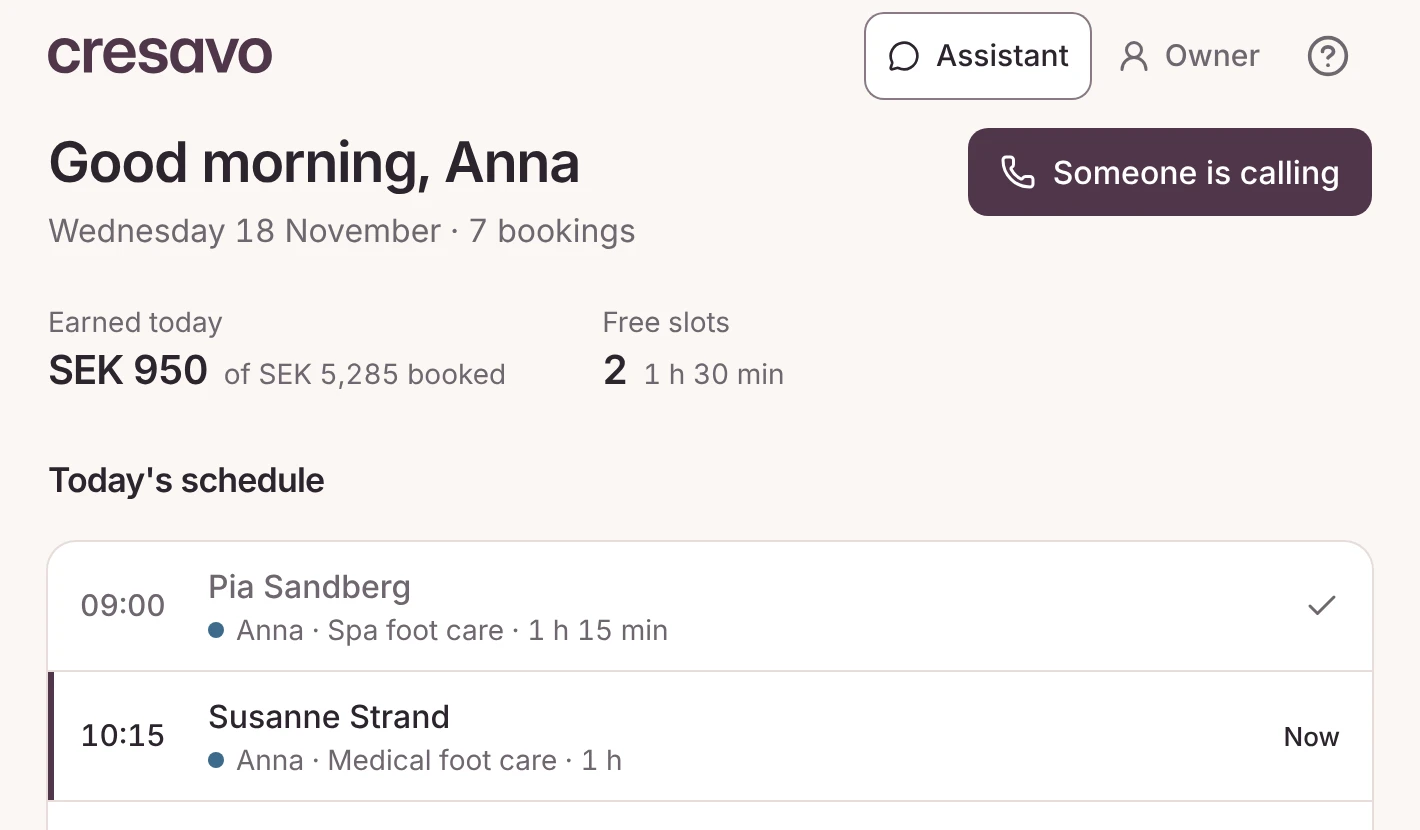 cresavo
Assistant
Owner
Good morning, Anna
Someone is calling
Wednesday 18 November · 7 bookings
Earned today
SEK 950 of SEK 5,285 booked
Free slots
2 1 h 30 min
Today's schedule
09:00
Pia Sandberg
Anna · Spa foot care · 1 h 15 min
10:15
Susanne Strand
Anna · Medical foot care · 1 h
Now